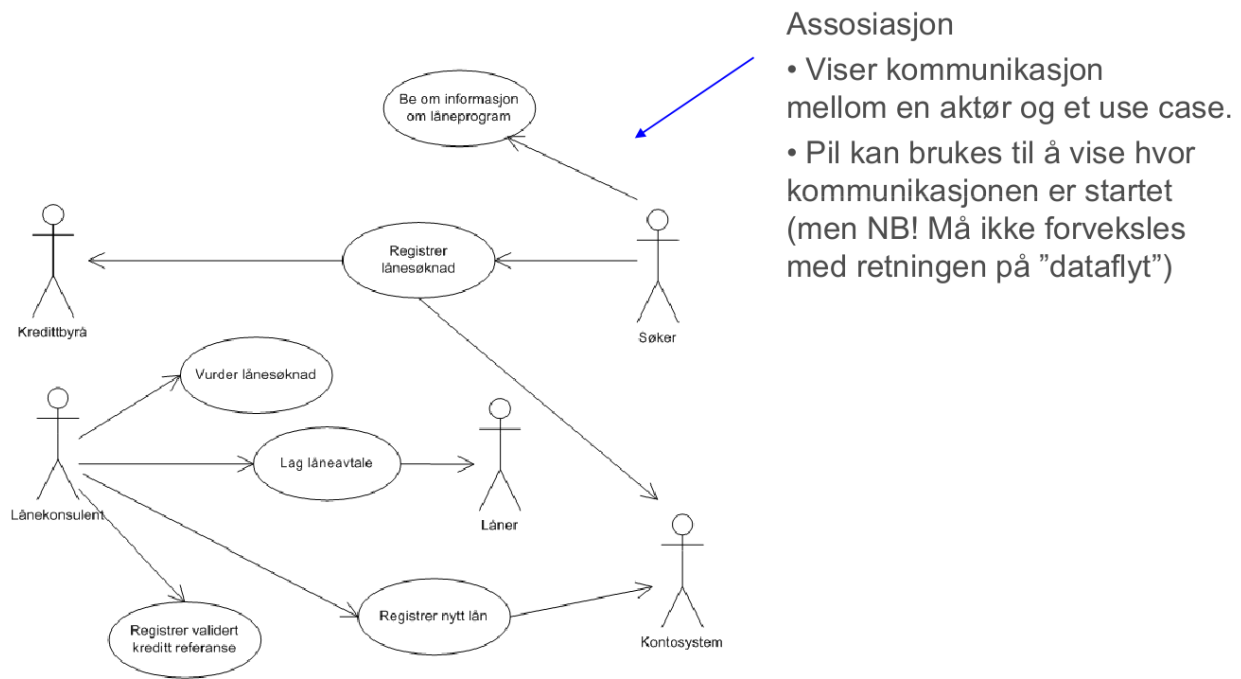 Assosiasjon
• Viser kommunikasjon
mellom en aktør og et use case.
• Pil kan brukes til å vise hvor
kommunikasjonen er startet
(men NB! Må ikke forveksles
med retningen på ”dataflyt”)
Be om informasjon
om låneprogram
Registrer
lånesøknad
Kredittbyrå
Søker
Vurder lånesøknad
Lag låneavtale
Lånekonsulent
Låner
Registrer nytt lån
Registrer validert
kreditt referanse
Kontosystem